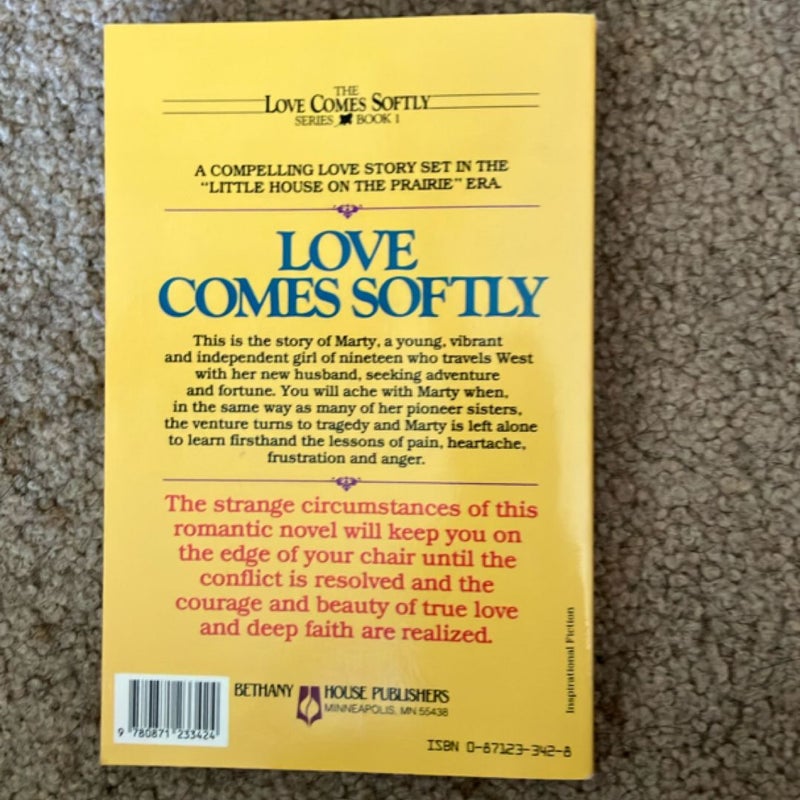 THE
LOVE COMES SOFTLY
SERIES BOOK 1
A COMPELLING LOVE STORY SET IN THE
"LITTLE HOUSE ON THE PRAIRIE" ERA.
LOVE
COMES SOFTLY
This is the story of Marty, a young, vibrant
and independent girl of nineteen who travels West
with her new husband, seeking adventure
and fortune. You will ache with Marty when,
in the same way as many of her pioneer sisters,
the venture turns to tragedy and Marty is left alone
to learn firsthand the lessons of pain, heartache,
frustration and anger.
The strange circumstances of this
romantic novel will keep you on
the edge of your chair until the
conflict is resolved and the
courage and beauty of true love
and deep faith are realized.
Inspirational Fiction
BETHANY HOUSE PUBLISHERS
MINNEAPOLIS, MN 55438
9 780871 233424
ISBN 0-87123-342-8